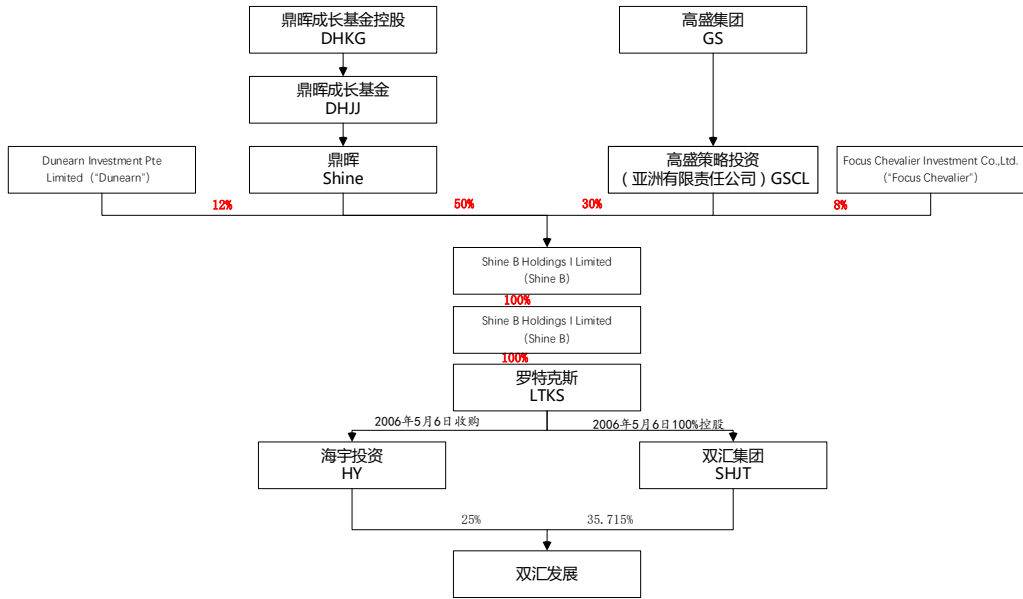 鼎晖成长基金控股
DHKG
高盛集团
GS
鼎晖成长基金
DHJJ
Dunearn Investment Pte
Limited（“Dunearn”）
鼎晖
Shine
高盛策略投资
（亚洲有限责任公司）GSCL
Focus Chevalier Investment Co.,Ltd.
（“Focus Chevalier”）
12%
50%
30%
8%
Shine B Holdings I Limited
（Shine B）
100%
Shine B Holdings I Limited
（Shine B）
100%
罗特克斯
LTKS
2006年5月6日收购
2006年5月6日100%控股
海宇投资
HY
双汇集团
SHJT
25%
35.715%
双汇发展